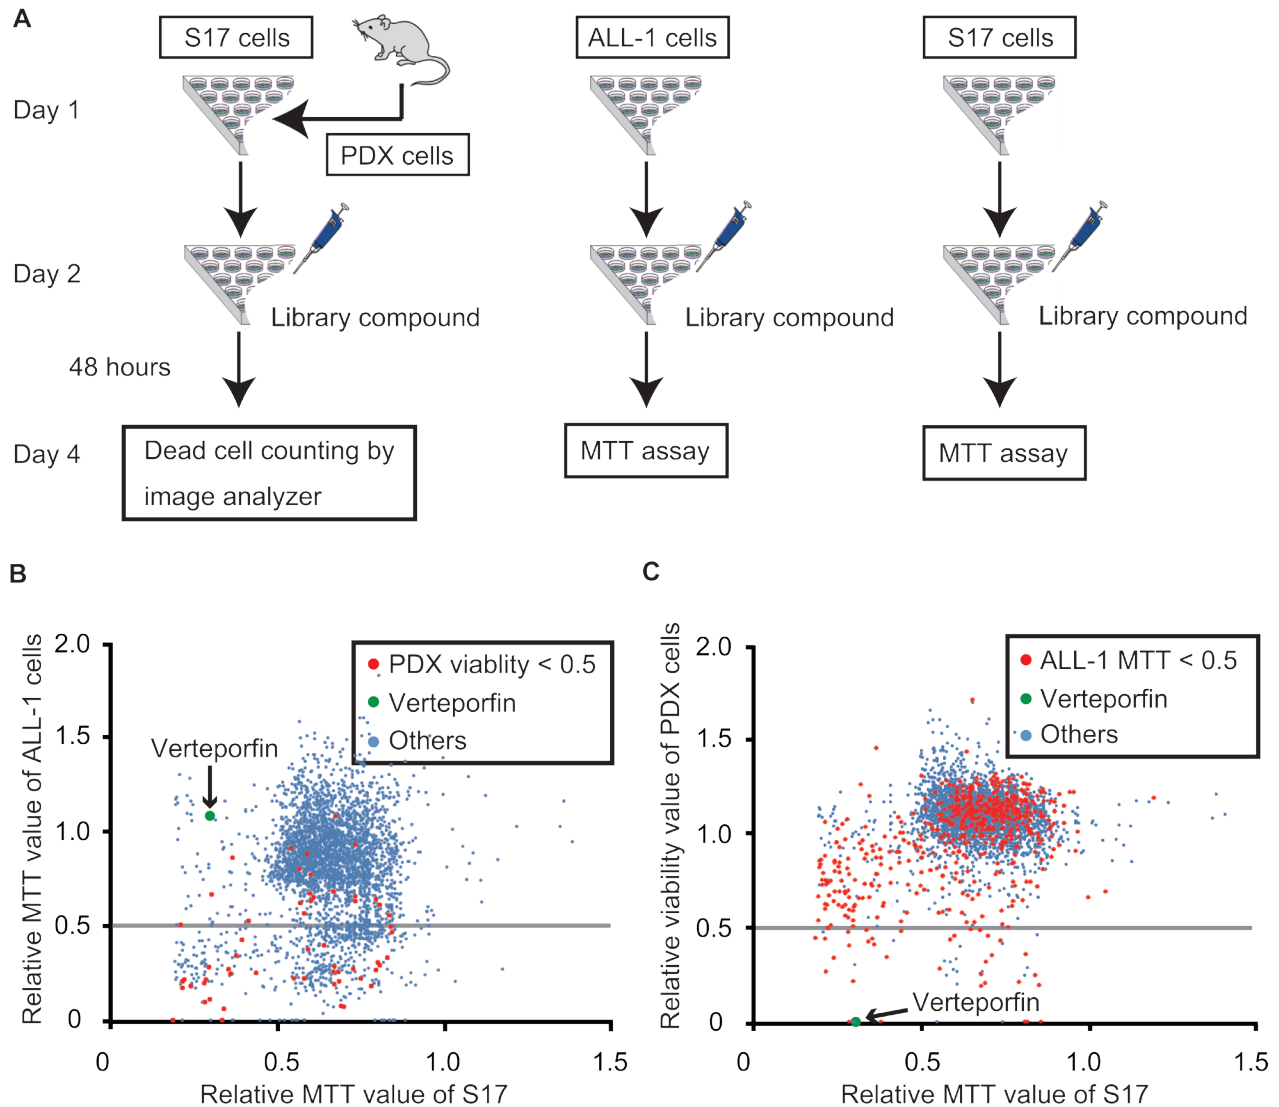 A
S17 cells
ALL-1 cells
S17 cells
Day 1
PDX cells
Day 2
Library compound
Library compound
Library compound
48 hours
Day 4
Dead cell counting by
image analyzer
MTT assay
MTT assay
B
Relative MTT value of ALL-1 cells
2.0
1.5
1.0
0.5
0
PDX viablity < 0.5
Verteporfin
Others
Verteporfin
0
0.5
1.0
1.5
Relative MTT value of S17
C
Relative viability value of PDX cells
2.0
1.5
1.0
0.5
0
ALL-1 MTT < 0.5
Verteporfin
Others
Verteporfin
0
0.5
1.0
1.5
Relative MTT value of S17